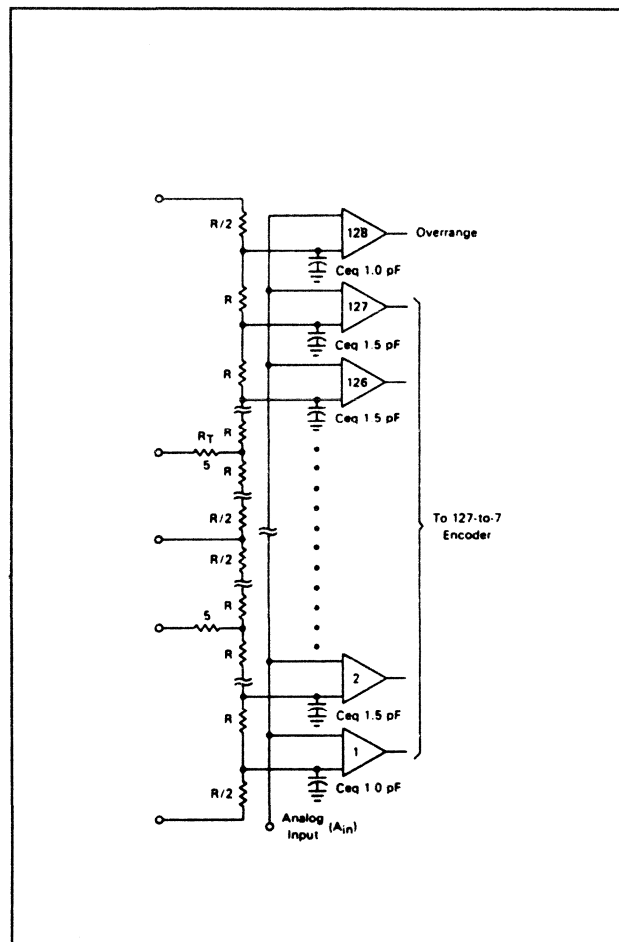 R/2
128
Overrange
Ceq 1.0 pF
R
127
Ceq 1.5 pF
R
126
Ceq 1.5 pF
R
RT
5
R
R/2
To 127-to-7
Encoder
R/2
R
5
R
2
Ceq 1.5 pF
R
1
Ceq 1 0 pF
R/2
Analog
Input (Ain)